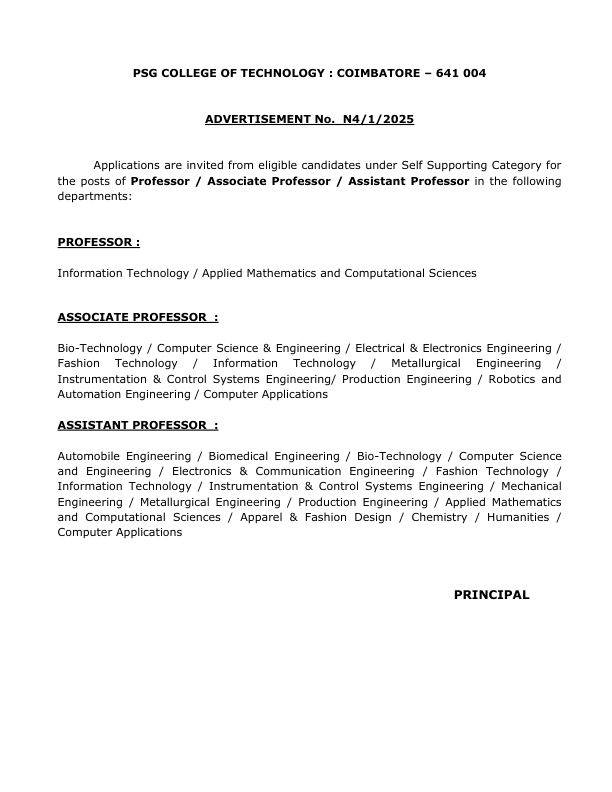 PSG COLLEGE OF TECHNOLOGY : COIMBATORE – 641 004
ADVERTISEMENT No.  N4/1/2025
Applications are invited from eligible candidates under Self Supporting Category for
the posts of Professor / Associate Professor / Assistant Professor in the following
departments:
PROFESSOR :
Information Technology / Applied Mathematics and Computational Sciences
ASSOCIATE PROFESSOR  :
Bio-Technology / Computer Science & Engineering / Electrical & Electronics Engineering /
Fashion Technology / Information Technology / Metallurgical Engineering /
Instrumentation & Control Systems Engineering/ Production Engineering / Robotics and
Automation Engineering / Computer Applications
ASSISTANT PROFESSOR  :
Automobile Engineering / Biomedical Engineering / Bio-Technology / Computer Science
and Engineering / Electronics & Communication Engineering / Fashion Technology /
Information Technology / Instrumentation & Control Systems Engineering / Mechanical
Engineering / Metallurgical Engineering / Production Engineering / Applied Mathematics
and Computational Sciences / Apparel & Fashion Design / Chemistry / Humanities /
Computer Applications
PRINCIPAL